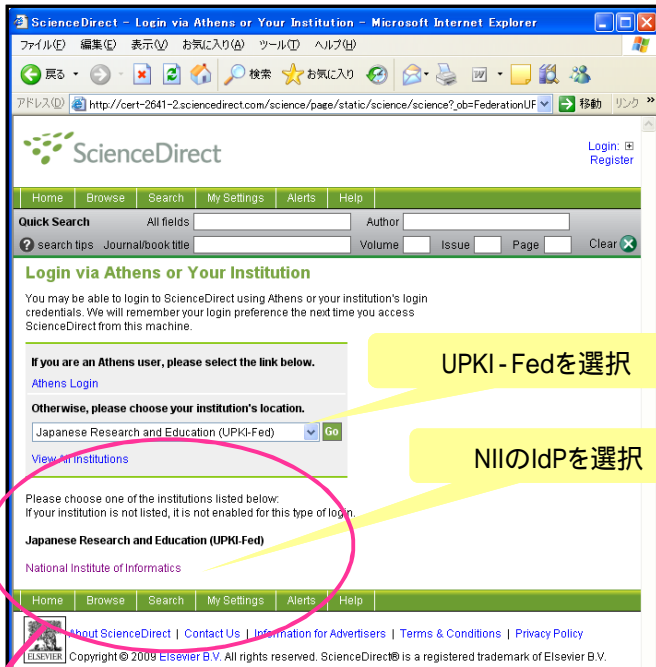 ScienceDirect - Login via Athens or Your Institution - Microsoft Internet Explorer
ファイル(F) 編集(E) 表示(V) お気に入り(A) ツール(T) ヘルプ(H)
戻る 検索 お気に入り
アドレス(D) http://cert-2641-2.sciencedirect.com/science/page/static/science/science?_ob=FederationUF 移動 リンク »
ScienceDirect
Login:
Register
Home Browse Search My Settings Alerts Help
Quick Search All fields Author
search tips Journal/book title Volume Issue Page Clear
Login via Athens or Your Institution
You may be able to login to ScienceDirect using Athens or your institution's login
credentials. We will remember your login preference the next time you access
ScienceDirect from this machine.
If you are an Athens user, please select the link below.
Athens Login
UPKI-Fedを選択
Otherwise, please choose your institution's location.
Japanese Research and Education (UPKI-Fed) Go
View All Institutions
NIIのIdPを選択
Please choose one of the institutions listed below:
If your institution is not listed, it is not enabled for this type of login.
Japanese Research and Education (UPKI-Fed)
National Institute of Informatics
Home Browse Search My Settings Alerts Help
About ScienceDirect | Contact Us | Information for Advertisers | Terms & Conditions | Privacy Policy
ELSEVIER Copyright © 2009 Elsevier B.V. All rights reserved. ScienceDirect® is a registered trademark of Elsevier B.V.